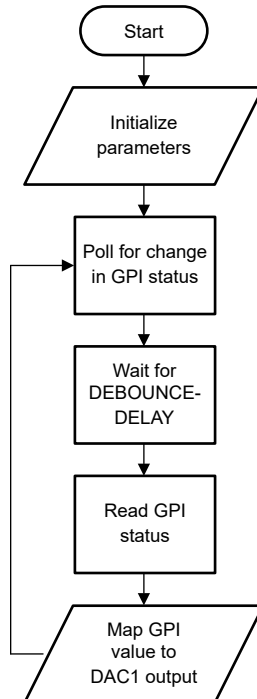 Start
Initialize
parameters
Poll for change
in GPI status
Wait for
DEBOUNCE-
DELAY
Read GPI
status
Map GPI
value to
DAC1 output